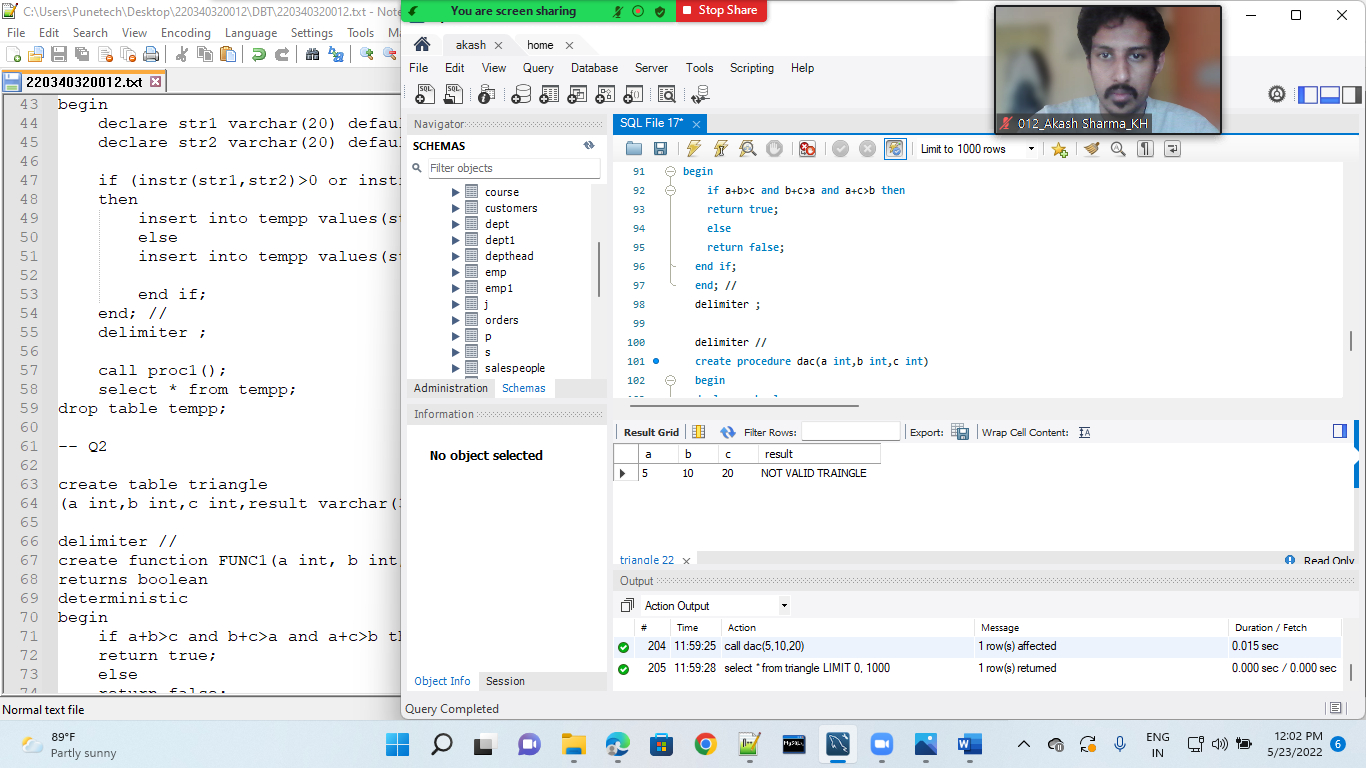 C:\Users\Punetech\Desktop\220340320012\DBT\220340320012.txt - Note
File Edit Search View Encoding Language Settings Tools Ma
220340320012.txt
43 begin
44 declare str1 varchar(20) defau
45 declare str2 varchar(20) defau
46
47 if (instr(str1,str2)>0 or inst
48 then
49 insert into tempp values(st
50 else
51 insert into tempp values(st
52
53 end if;
54 end; //
55 delimiter ;
56
57 call proc1();
58 select * from tempp;
59 drop table tempp;
60
61 -- Q2
62
63 create table triangle
64 (a int,b int,c int,result varchar(
65
66 delimiter //
67 create function FUNC1(a int, b int,
68 returns boolean
69 deterministic
70 begin
71 if a+b>c and b+c>a and a+c>b th
72 return true;
73 else
74 return false;
Normal text file
You are screen sharing
Stop Share
akash
home
File Edit View Query Database Server Tools Scripting Help
012_Akash Sharma_KH
Navigator
SCHEMAS
Filter objects
course
customers
dept
dept1
depthead
emp
emp1
j
orders
p
s
salespeople
Administration Schemas
Information
No object selected
Object Info Session
Query Completed
SQL File 17*
Limit to 1000 rows
91 begin
92 if a+b>c and b+c>a and a+c>b then
93 return true;
94 else
95 return false;
96 end if;
97 end; //
98 delimiter ;
99
100 delimiter //
101 create procedure dac(a int,b int,c int)
102 begin
Result Grid Filter Rows: Export: Wrap Cell Content:
a b c result
5 10 20 NOT VALID TRAINGLE
triangle 22
Read Only
Output
Action Output
# Time Action Message Duration / Fetch
204 11:59:25 call dac(5,10,20) 1 row(s) affected 0.015 sec
205 11:59:28 select * from triangle LIMIT 0, 1000 1 row(s) returned 0.000 sec / 0.000 sec
89°F
Partly sunny
ENG
IN
12:02 PM
5/23/2022
6